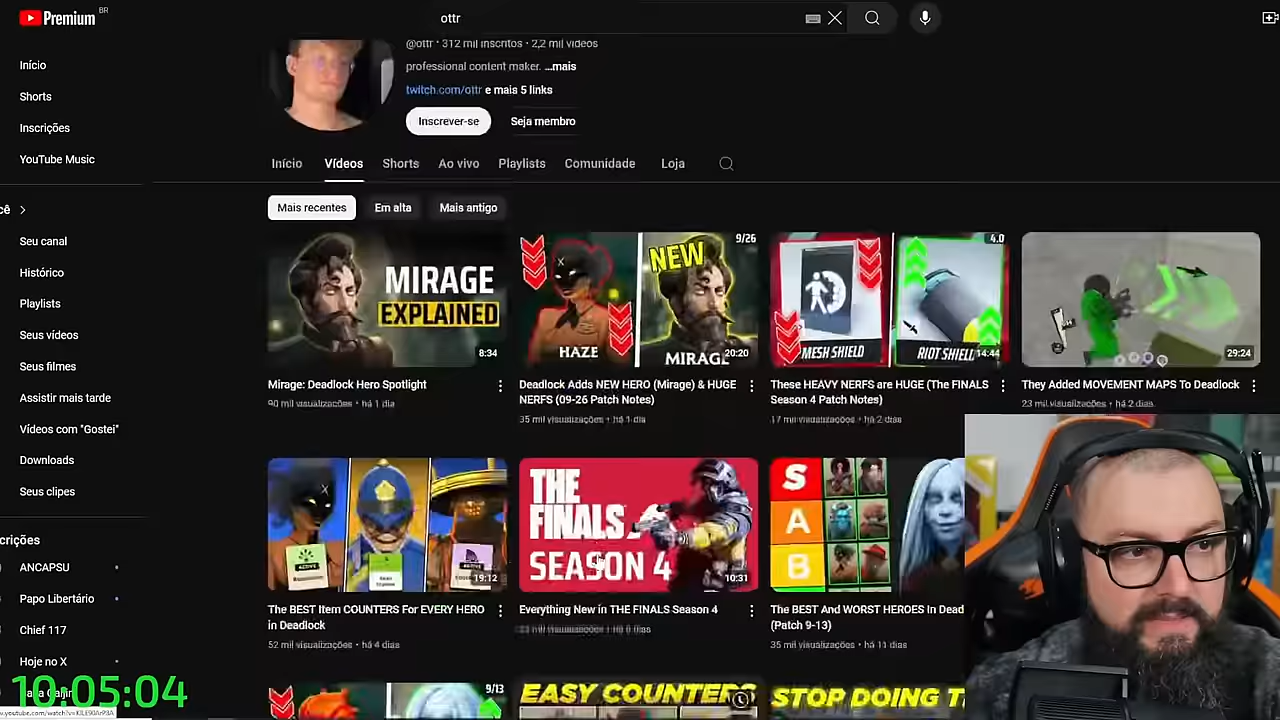 Premium BR
ottr
Início
Shorts
Inscrições
YouTube Music
cê >
Seu canal
Histórico
Playlists
Seus vídeos
Seus filmes
Assistir mais tarde
Vídeos com "Gostei"
Downloads
Seus clipes
crições
ANCAPSU
Papo Libertário
Chief 117
Hoje no X
10:05:04
@ottr • 312 mil inscritos • 2,2 mil vídeos
professional content maker. ...mais
twitch.com/ottr e mais 5 links
Inscrever-se
Seja membro
Início Vídeos Shorts Ao vivo Playlists Comunidade Loja
Mais recentes Em alta Mais antigo
MIRAGE
EXPLAINED
8:34
Mirage: Deadlock Hero Spotlight
90 mil visualizações • há 1 dia
9/26
NEW
HAZE
MIRAGE
20:20
Deadlock Adds NEW HERO (Mirage) & HUGE
NERFS (09-26 Patch Notes)
35 mil visualizações • há 1 dia
4.0
MESH SHIELD
RIOT SHIELD
14:44
These HEAVY NERFS are HUGE (The FINALS
Season 4 Patch Notes)
17 mil visualizações • há 2 dias
29:24
They Added MOVEMENT MAPS To Deadlock
23 mil visualizações • há 2 dias
19:12
The BEST Item COUNTERS For EVERY HERO
in Deadlock
52 mil visualizações • há 4 dias
THE
FINALS
SEASON 4
10:31
Everything New in THE FINALS Season 4
S
A
B
The BEST And WORST HEROES In Dead
(Patch 9-13)
35 mil visualizações • há 11 dias
9/13
EASY COUNTERS
STOP DOING T